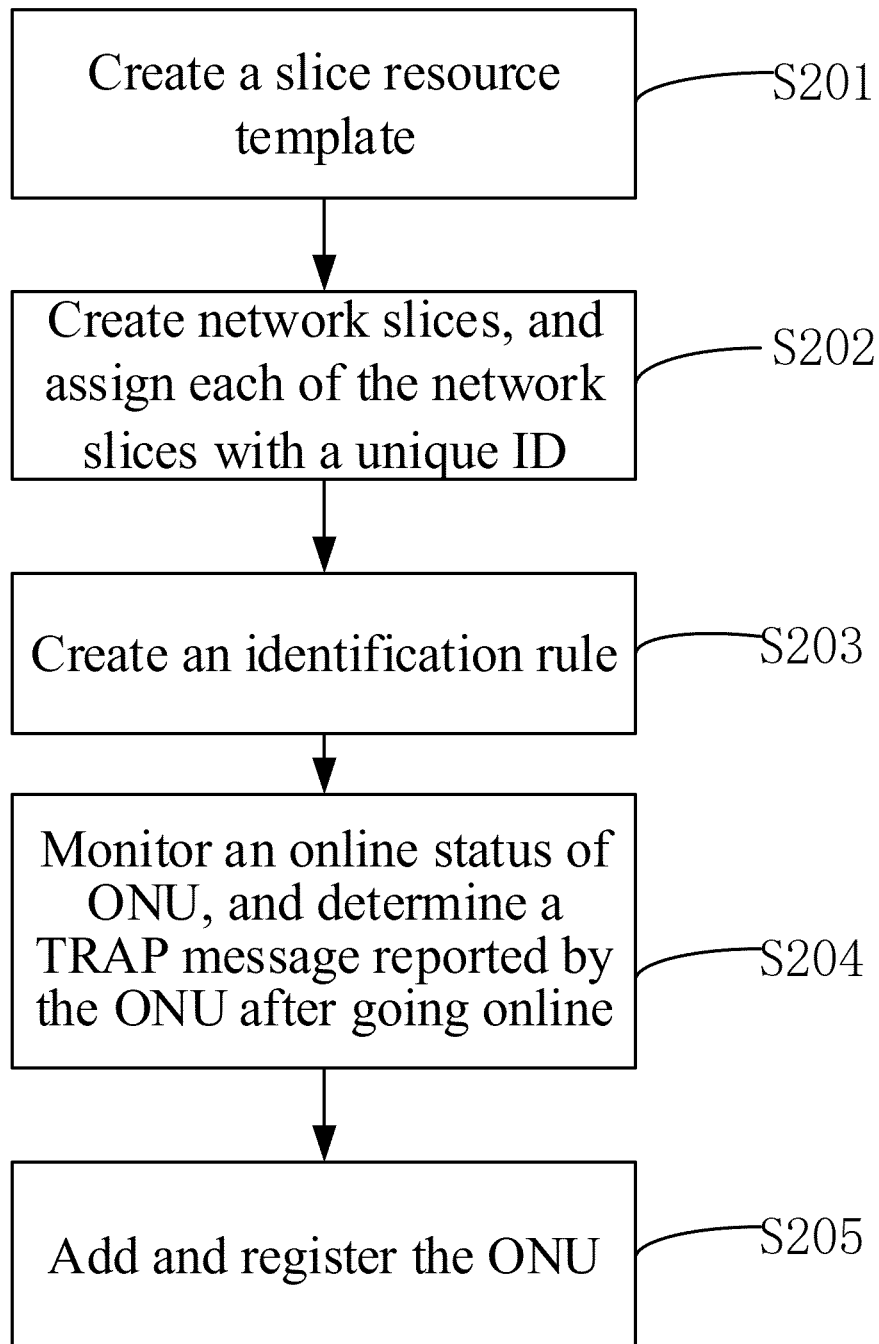 Create a slice resource
template
S201
Create network slices, and
assign each of the network
slices with a unique ID
S202
Create an identification rule
S203
Monitor an online status of
ONU, and determine a
TRAP message reported by
the ONU after going online
S204
Add and register the ONU
S205